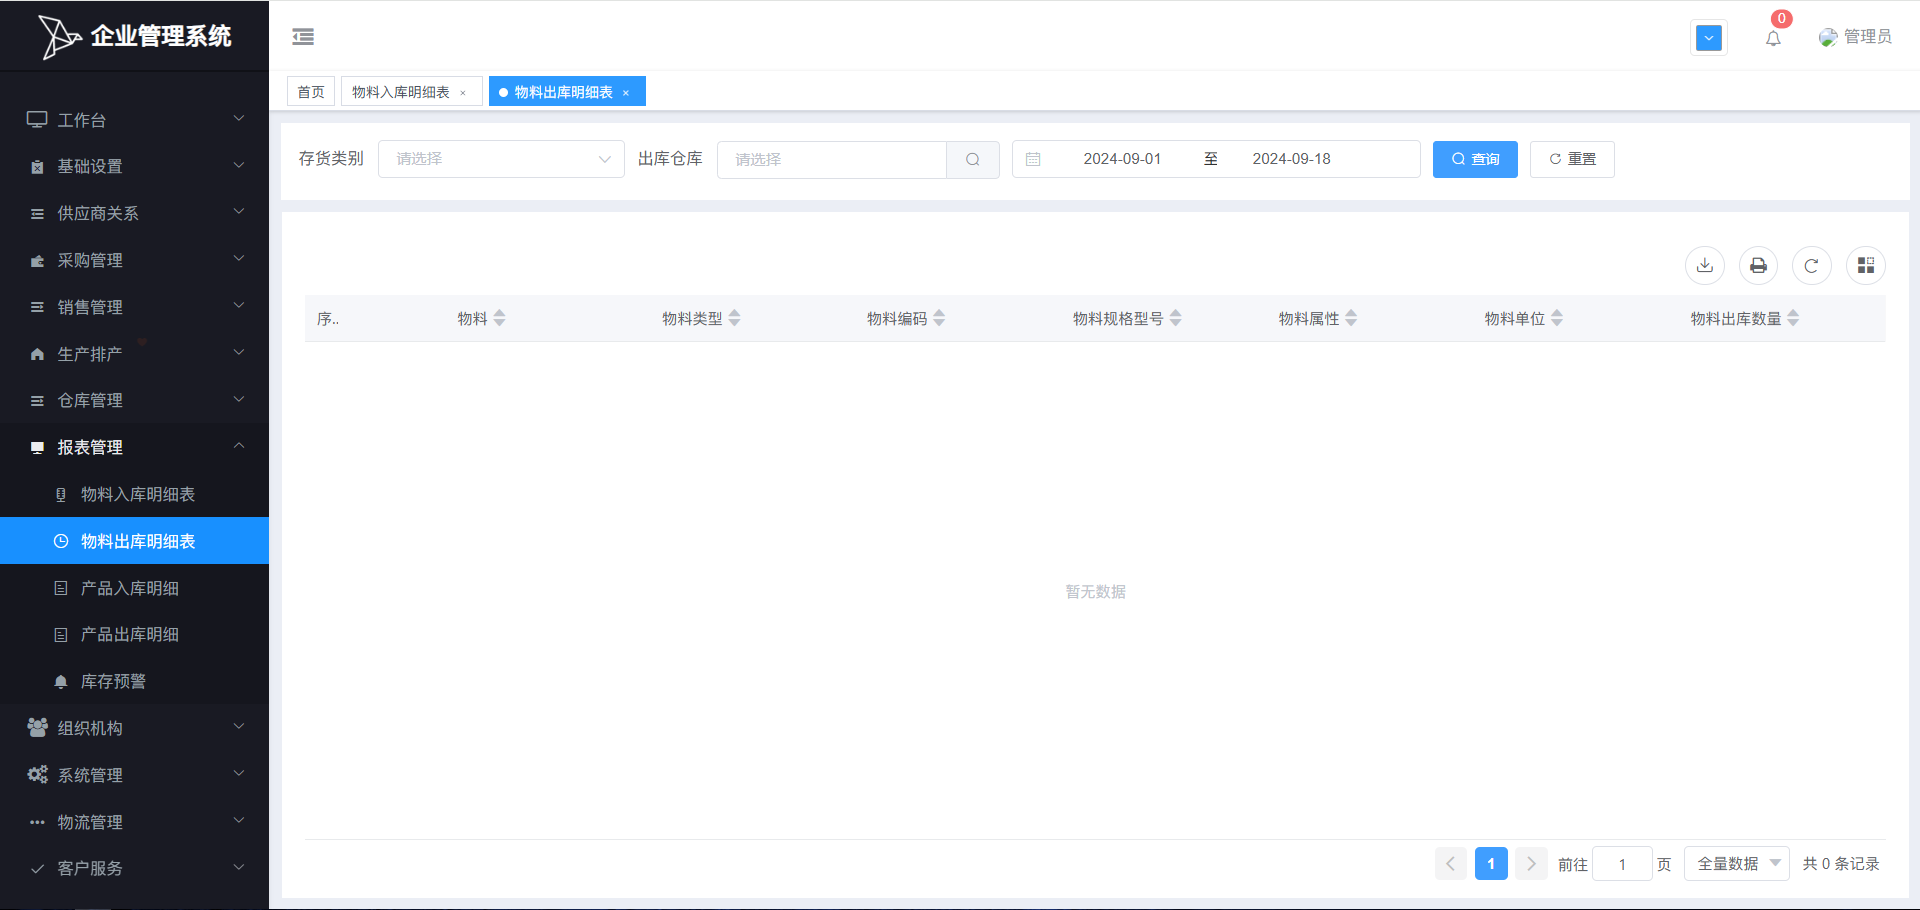 企业管理系统
0
管理员
首页
物料入库明细表 ×
物料出库明细表 ×
工作台
基础设置
供应商关系
采购管理
销售管理
生产排产
仓库管理
报表管理
物料入库明细表
物料出库明细表
产品入库明细
产品出库明细
库存预警
组织机构
系统管理
物流管理
客户服务
存货类别 请选择 出库仓库 请选择 2024-09-01 至 2024-09-18 查询 重置
序.. 物料 物料类型 物料编码 物料规格型号 物料属性 物料单位 物料出库数量
暂无数据
1 前往 1 页 全量数据 共 0 条记录